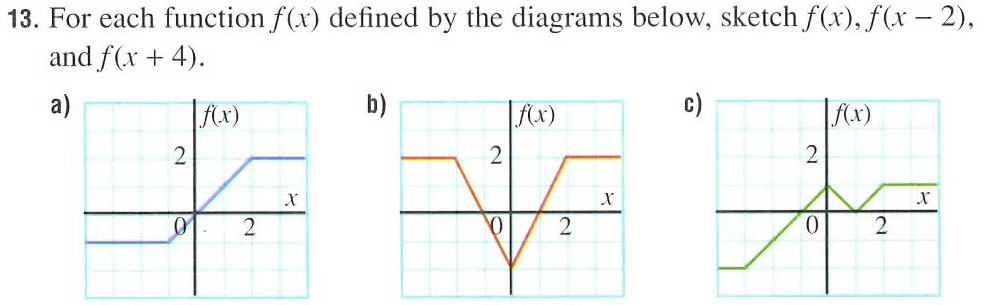 13. For each function f(x) defined by the diagrams below, sketch f(x), f(x − 2),
and f(x + 4).
a) f(x) 2 x 0 2
b) f(x) 2 x 0 2
c) f(x) 2 x 0 2